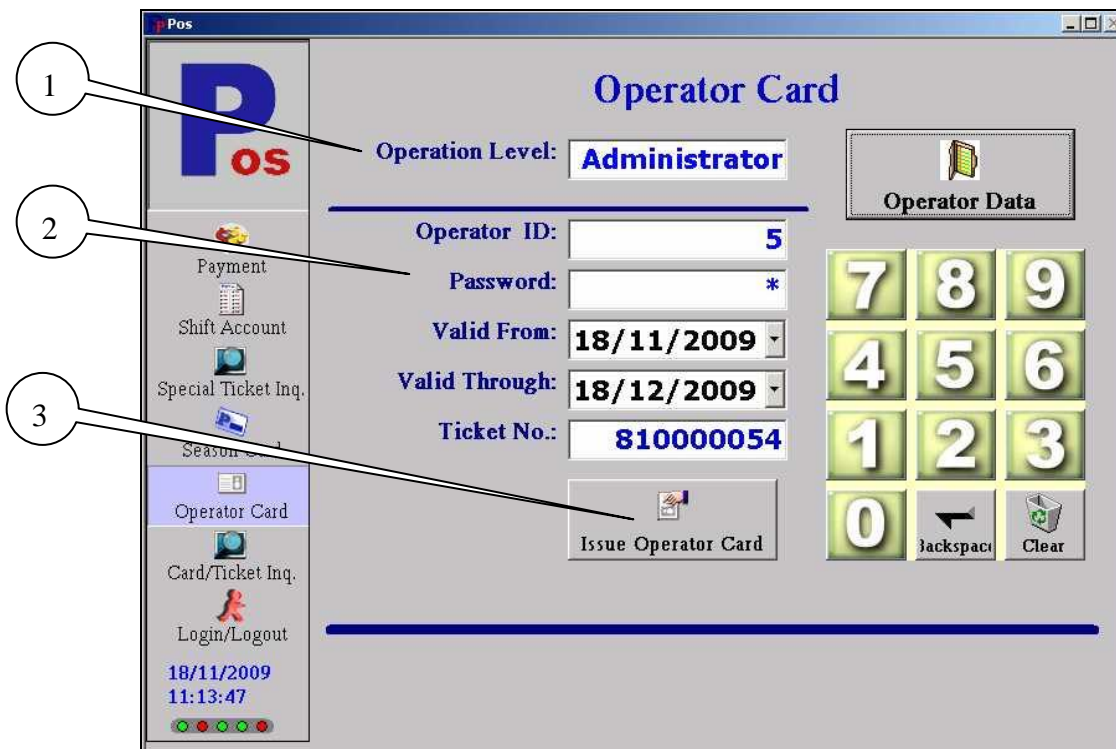 Pos
1
Pos
Operator Card
Operation Level: Administrator
Operator Data
2
Operator ID: 5
Password: *
Valid From: 18/11/2009
Valid Through: 18/12/2009
Ticket No.: 810000054
Issue Operator Card
3
Payment
Shift Account
Special Ticket Inq.
Season Card
Operator Card
Card/Ticket Inq.
Login/Logout
18/11/2009
11:13:47
7 8 9
4 5 6
1 2 3
0 Backspace Clear